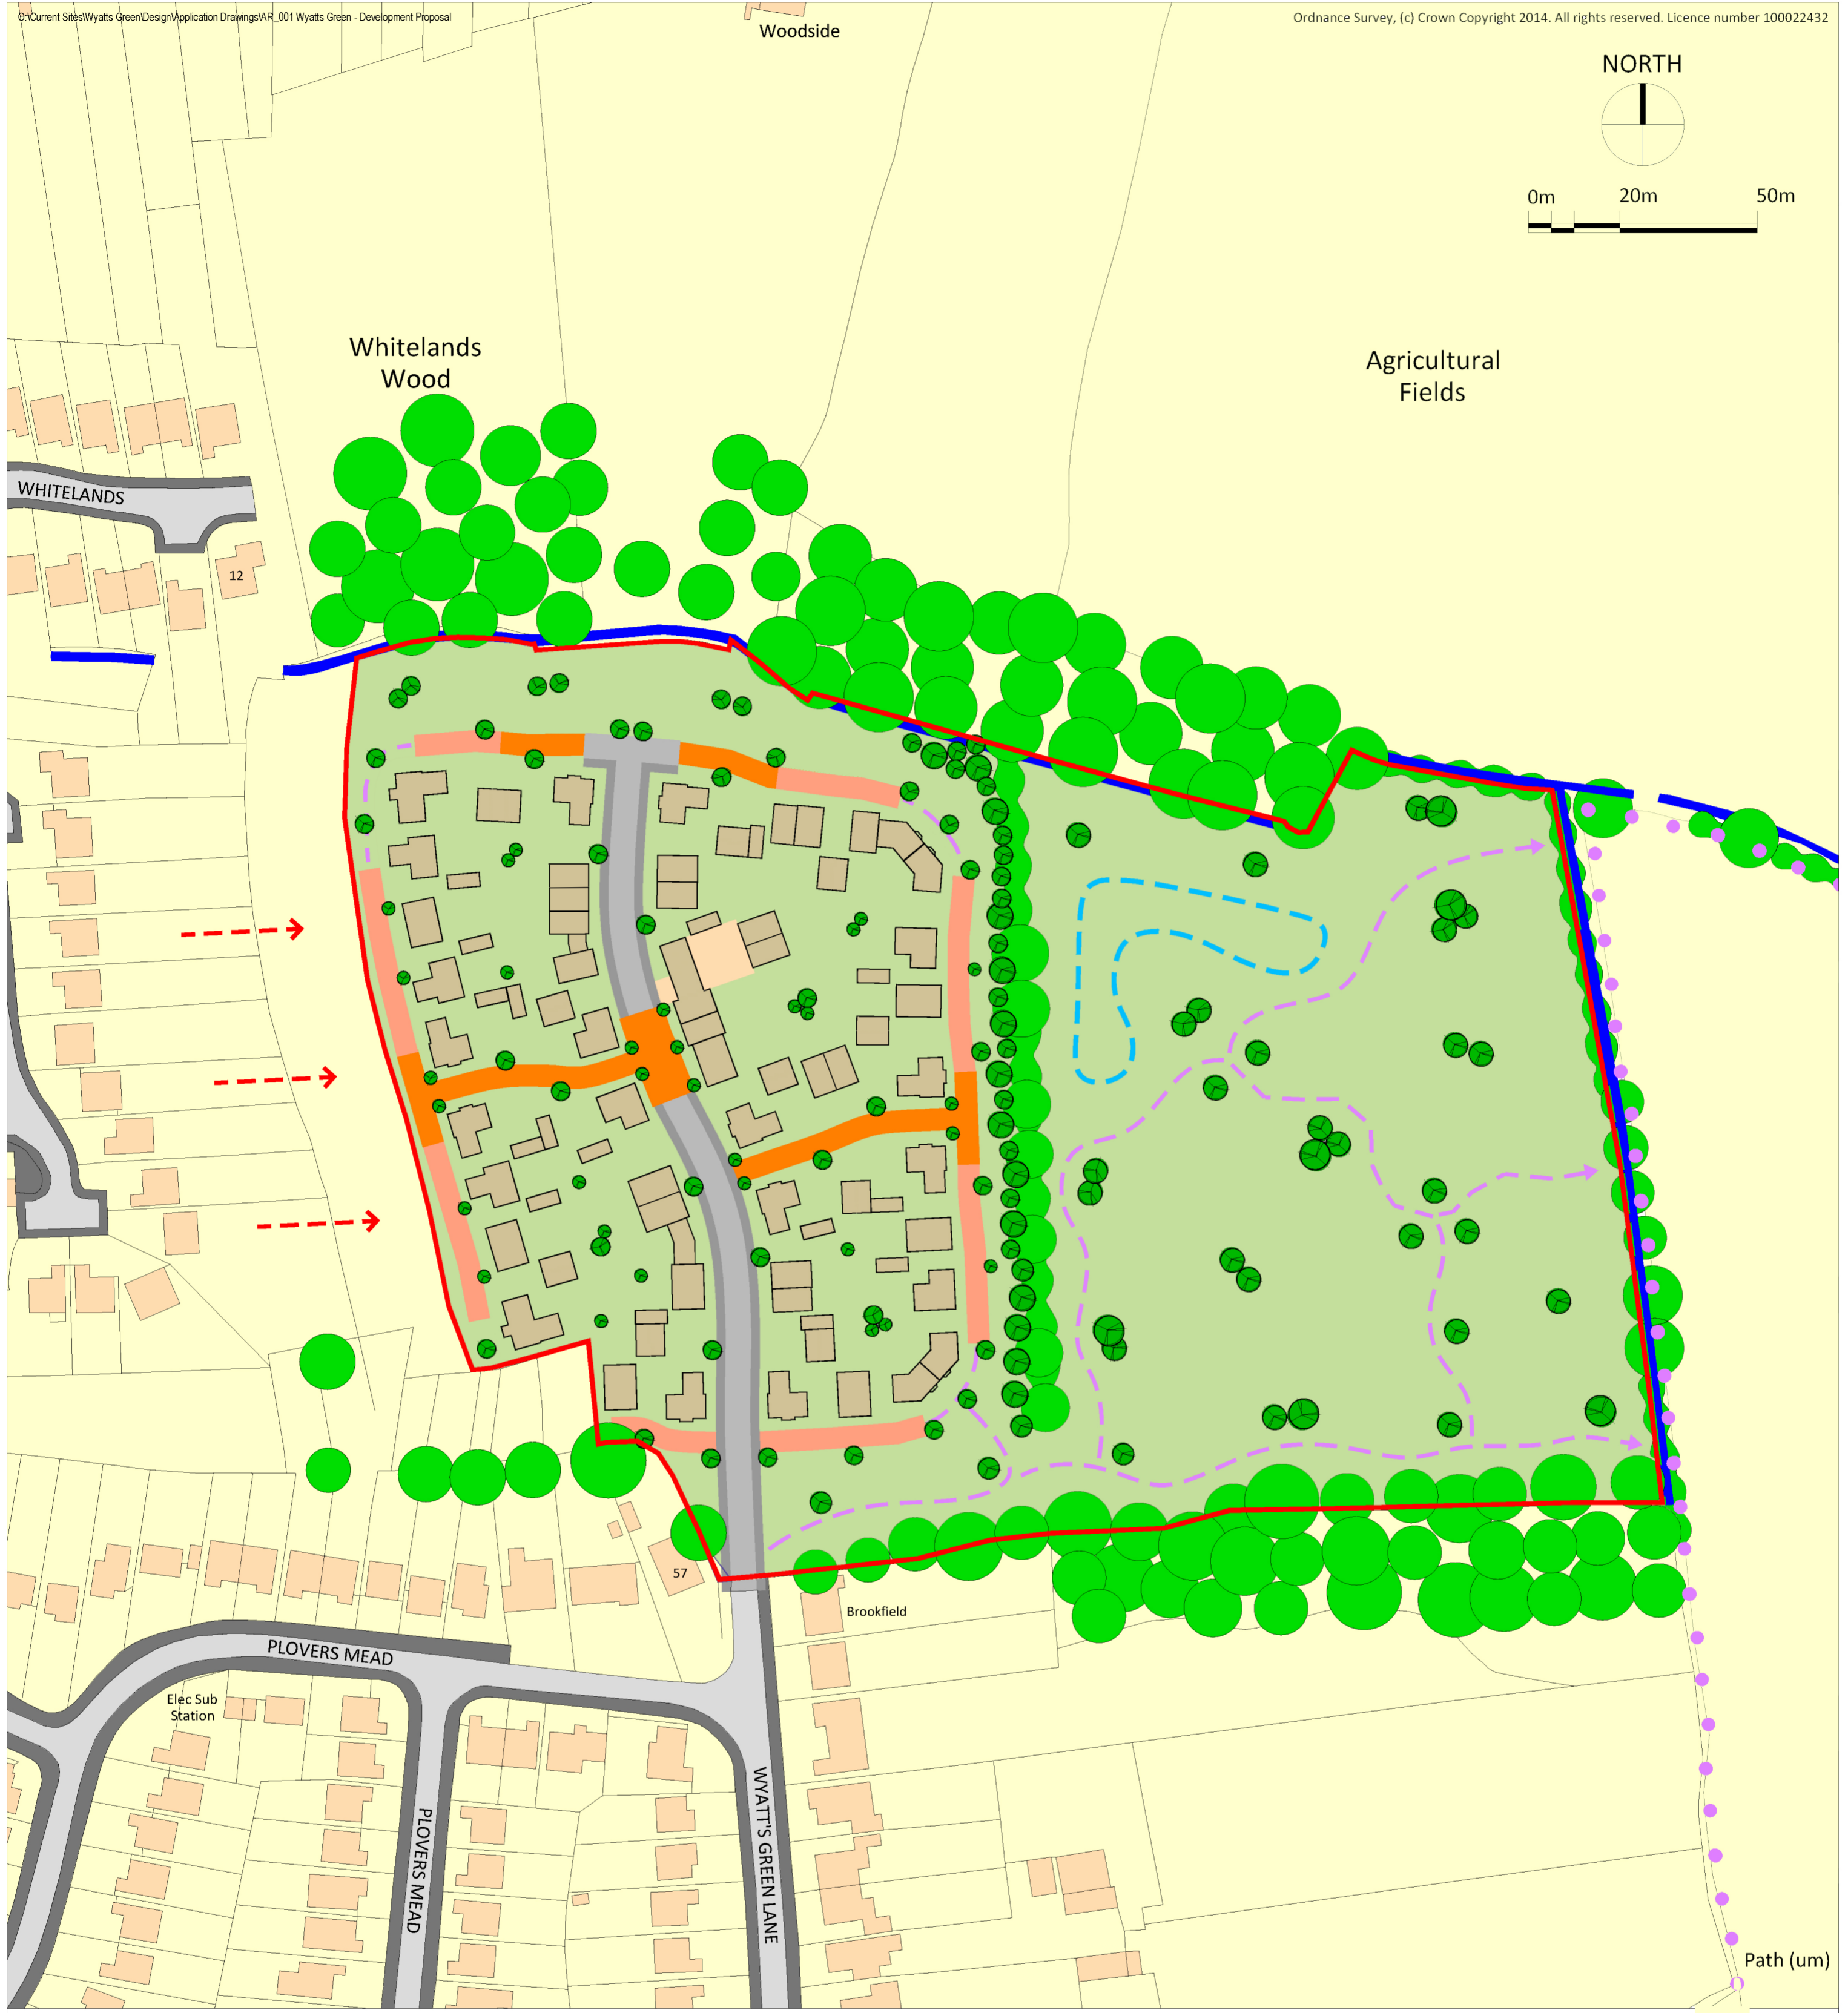 O:\Current Sites\Wyatts Green\Design\Application Drawings\AR_001 Wyatts Green - Development Proposal
Ordnance Survey, (c) Crown Copyright 2014. All rights reserved. Licence number 100022432
Woodside
NORTH
0m 20m 50m
Whitelands
Wood
Agricultural
Fields
WHITELANDS
12
57
Brookfield
PLOVERS MEAD
Elec Sub
Station
PLOVERS MEAD
WYATT'S GREEN LANE
Path (um)